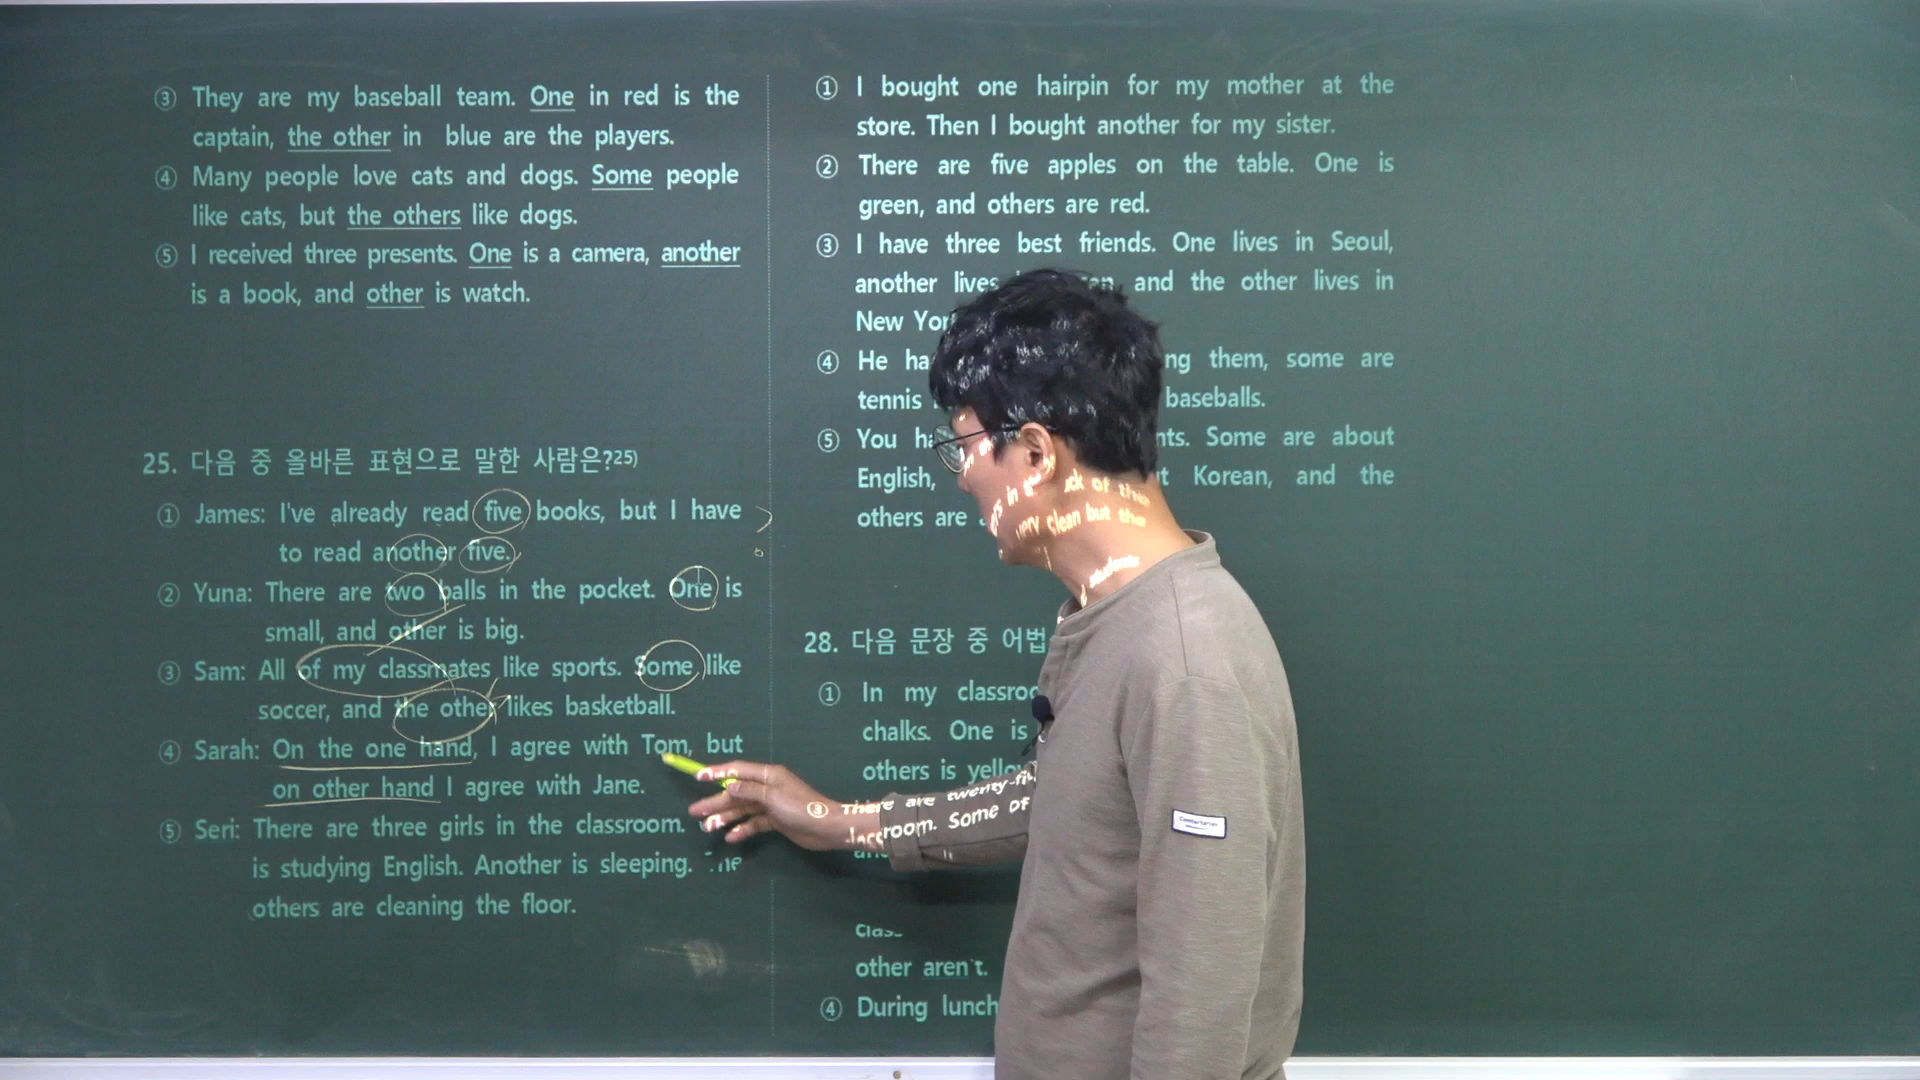 ③ They are my baseball team. One in red is the
captain, the other in blue are the players.
④ Many people love cats and dogs. Some people
like cats, but the others like dogs.
⑤ I received three presents. One is a camera, another
is a book, and other is watch.
25. 다음 중 올바른 표현으로 말한 사람은?25)
① James: I've already read five books, but I have
to read another five.
② Yuna: There are two balls in the pocket. One is
small, and other is big.
③ Sam: All of my classmates like sports. Some like
soccer, and the other likes basketball.
④ Sarah: On the one hand, I agree with Tom, but
on other hand I agree with Jane.
⑤ Seri: There are three girls in the classroom. One
is studying English. Another is sleeping. The
others are cleaning the floor.
① I bought one hairpin for my mother at the
store. Then I bought another for my sister.
② There are five apples on the table. One is
green, and others are red.
③ I have three best friends. One lives in Seoul,
another lives and the other lives in
New
④ He them, some are
tennis baseballs.
⑤ You Some are about
English, Korean, and the
others are
28. 다음 문장 중 어법
① In my
chalks. One is
others is
③ There are
Some of
other aren't.
④ During lunch